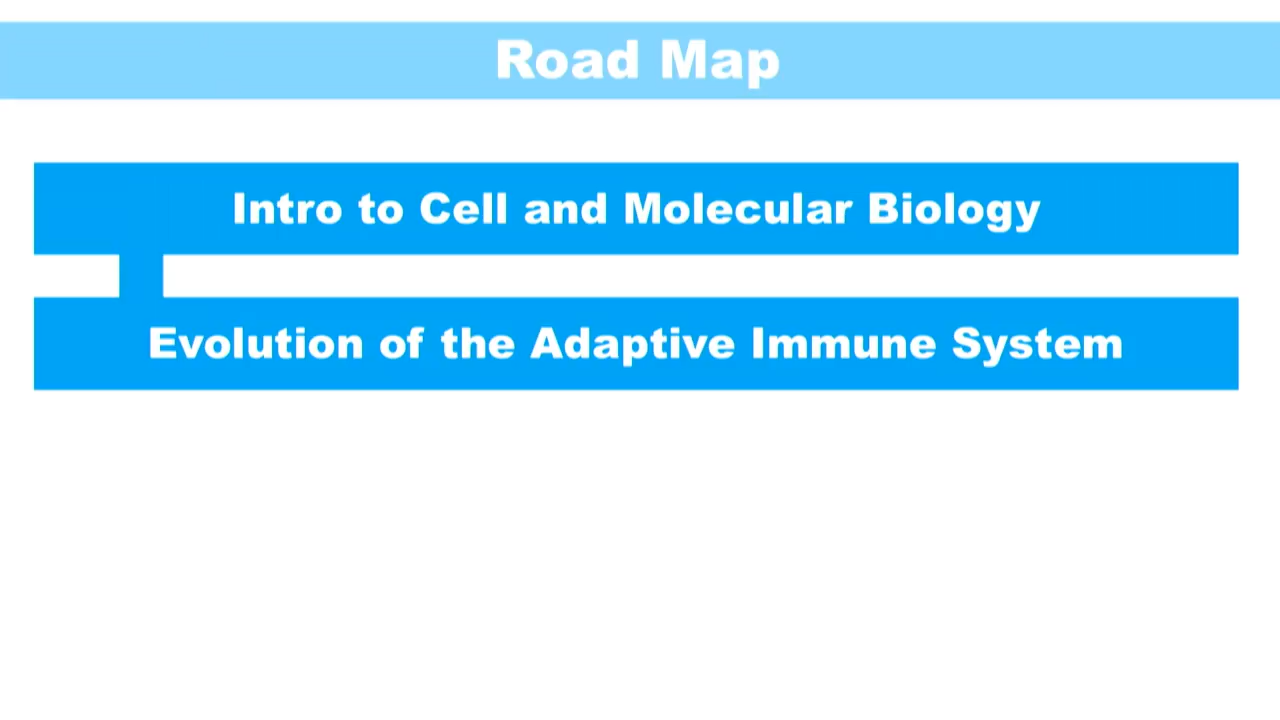 Road Map
Intro to Cell and Molecular Biology
Evolution of the Adaptive Immune System